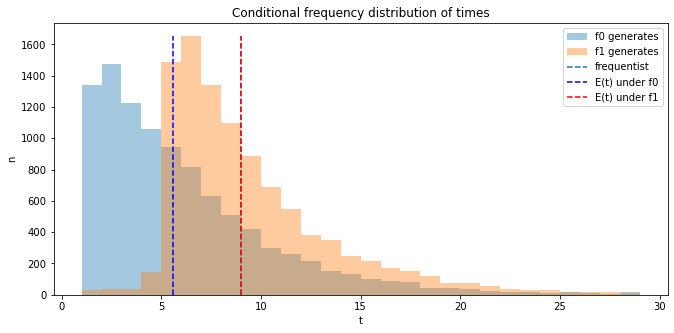 Conditional frequency distribution of times
f0 generates
f1 generates
frequentist
E(t) under f0
E(t) under f1
n
1600
1400
1200
1000
800
600
400
200
0
0 5 10 15 20 25 30
t